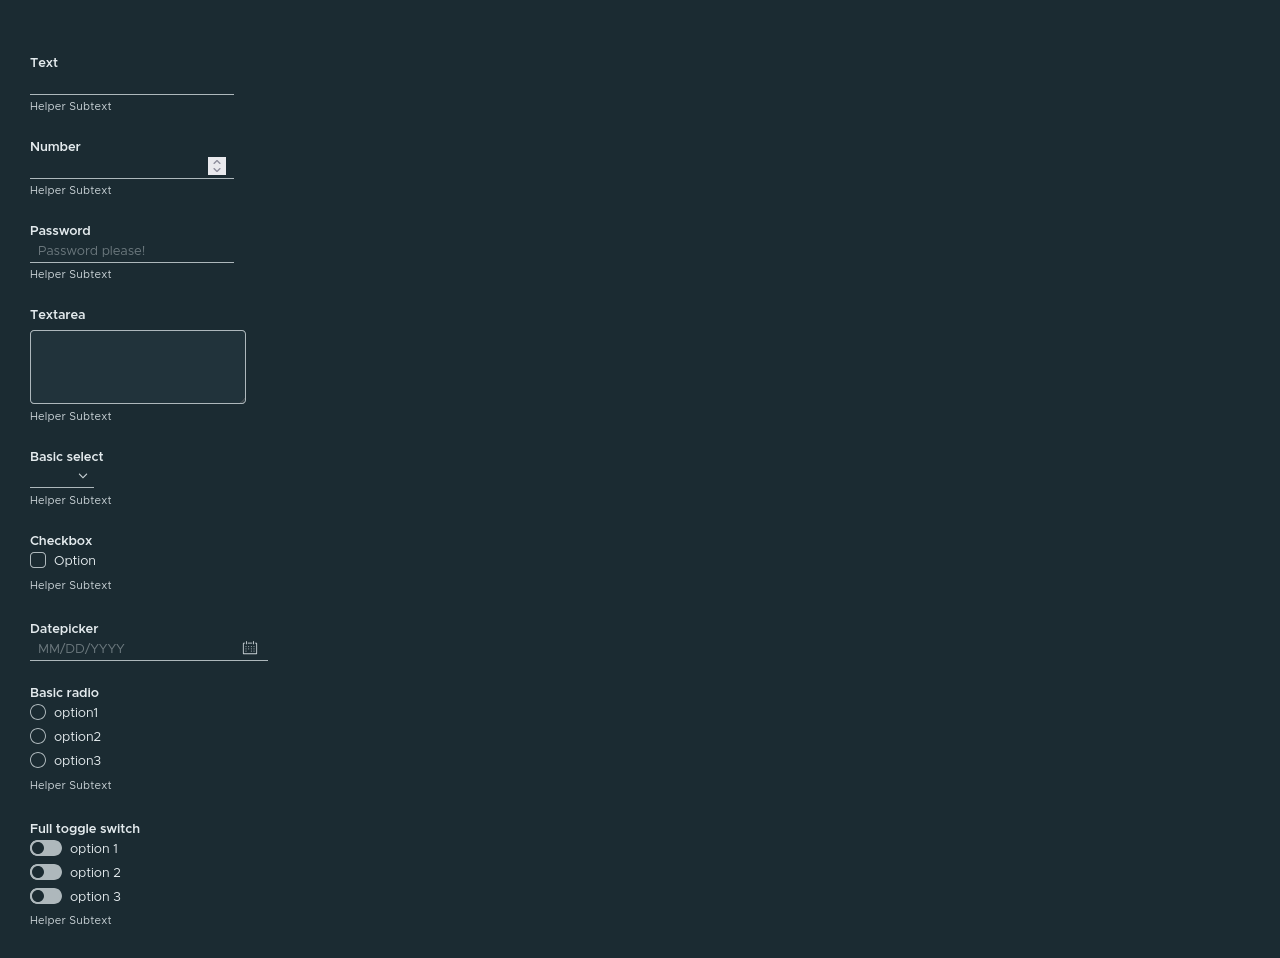 Text
Helper Subtext
Number
Helper Subtext
Password
Password please!
Helper Subtext
Textarea
Helper Subtext
Basic select
Helper Subtext
Checkbox
Option
Helper Subtext
Datepicker
MM/DD/YYYY
Basic radio
option1
option2
option3
Helper Subtext
Full toggle switch
option 1
option 2
option 3
Helper Subtext